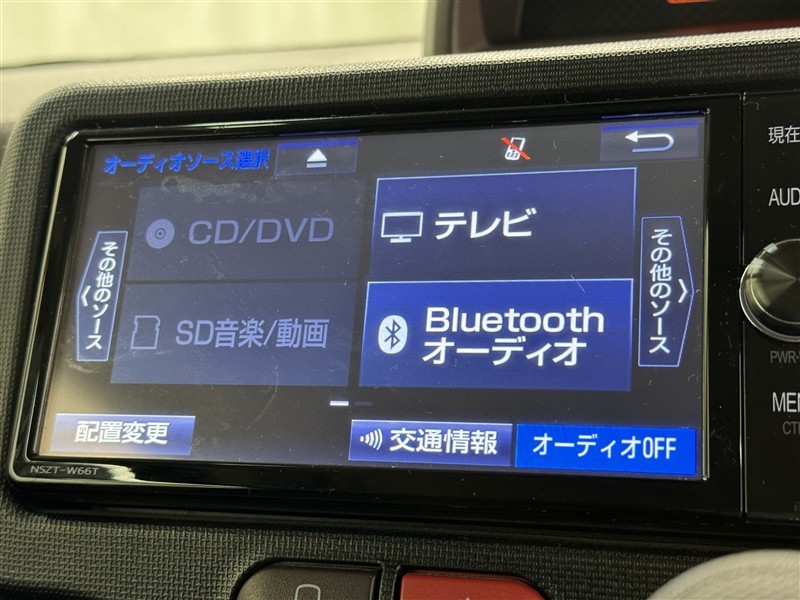 オーディオソース選択
CD/DVD
テレビ
その他のソース
その他のソース
SD音楽/動画
Bluetooth
オーディオ
配置変更
交通情報
オーディオOFF
NSZT-W66T
現在
AUD
PWR-
MEN
CT